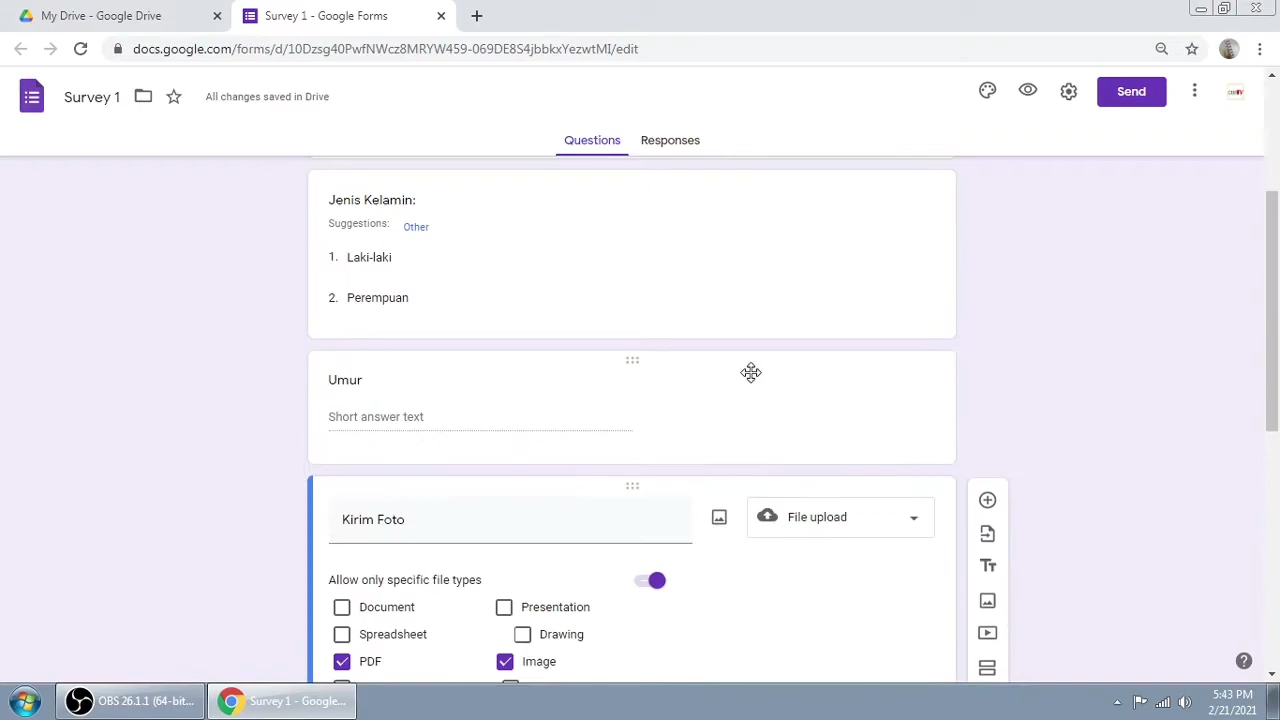 My Drive - Google Drive
Survey 1 - Google Forms
docs.google.com/forms/d/10Dzsg40PwfNWcz8MRYW459-069DE8S4jbbkxYezwtMI/edit
Survey 1
All changes saved in Drive
Send
Questions
Responses
Jenis Kelamin:
Suggestions:
Other
1. Laki-laki
2. Perempuan
Umur
Short answer text
Kirim Foto
File upload
Allow only specific file types
Document
Presentation
Spreadsheet
Drawing
PDF
Image
OBS 26.1.1 (64-bit...
Survey 1 - Google...
5:43 PM
2/21/2021